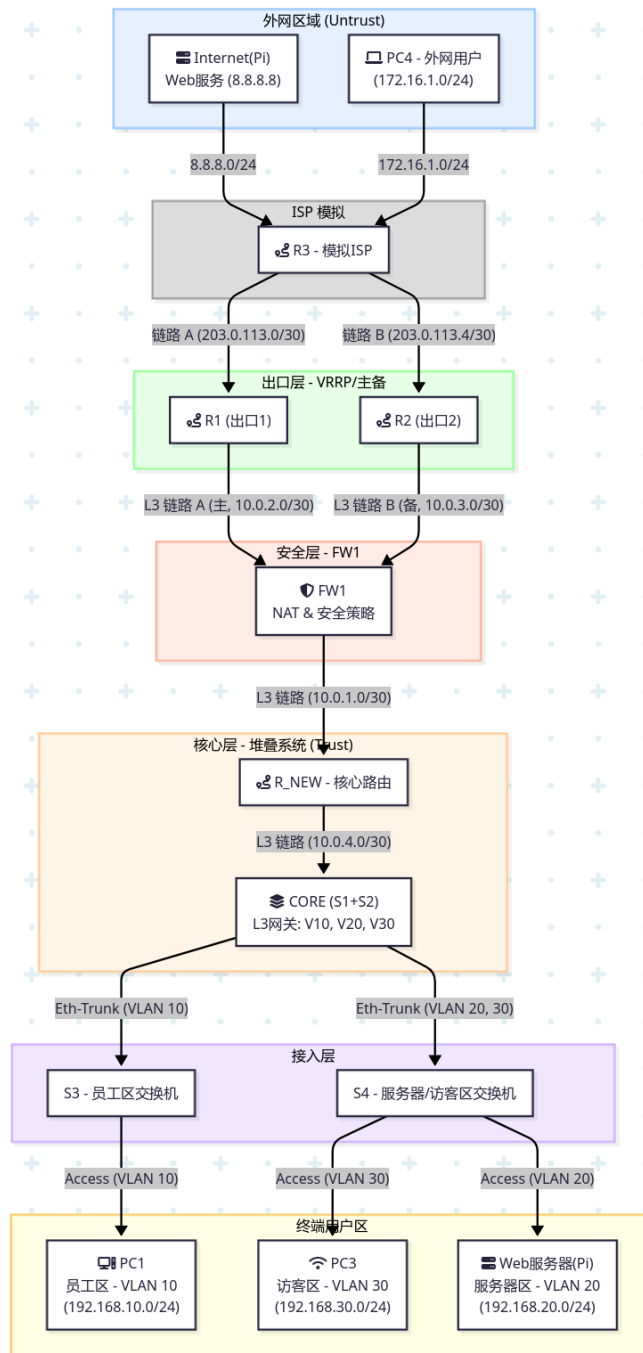 外网区域 (Untrust)
Internet(Pi)
Web服务 (8.8.8.8)
PC4 - 外网用户
(172.16.1.0/24)
8.8.8.0/24
172.16.1.0/24
ISP 模拟
R3 - 模拟ISP
链路 A (203.0.113.0/30)
链路 B (203.0.113.4/30)
出口层 - VRRP/主备
R1 (出口1)
R2 (出口2)
L3 链路 A (主, 10.0.2.0/30)
L3 链路 B (备, 10.0.3.0/30)
安全层 - FW1
FW1
NAT & 安全策略
L3 链路 (10.0.1.0/30)
核心层 - 堆叠系统 (Trust)
R_NEW - 核心路由
L3 链路 (10.0.4.0/30)
CORE (S1+S2)
L3网关: V10, V20, V30
Eth-Trunk (VLAN 10)
Eth-Trunk (VLAN 20, 30)
接入层
S3 - 员工区交换机
S4 - 服务器/访客区交换机
Access (VLAN 10)
Access (VLAN 30)
Access (VLAN 20)
终端用户区
PC1
员工区 - VLAN 10
(192.168.10.0/24)
PC3
访客区 - VLAN 30
(192.168.30.0/24)
Web服务器(Pi)
服务器区 - VLAN 20
(192.168.20.0/24)